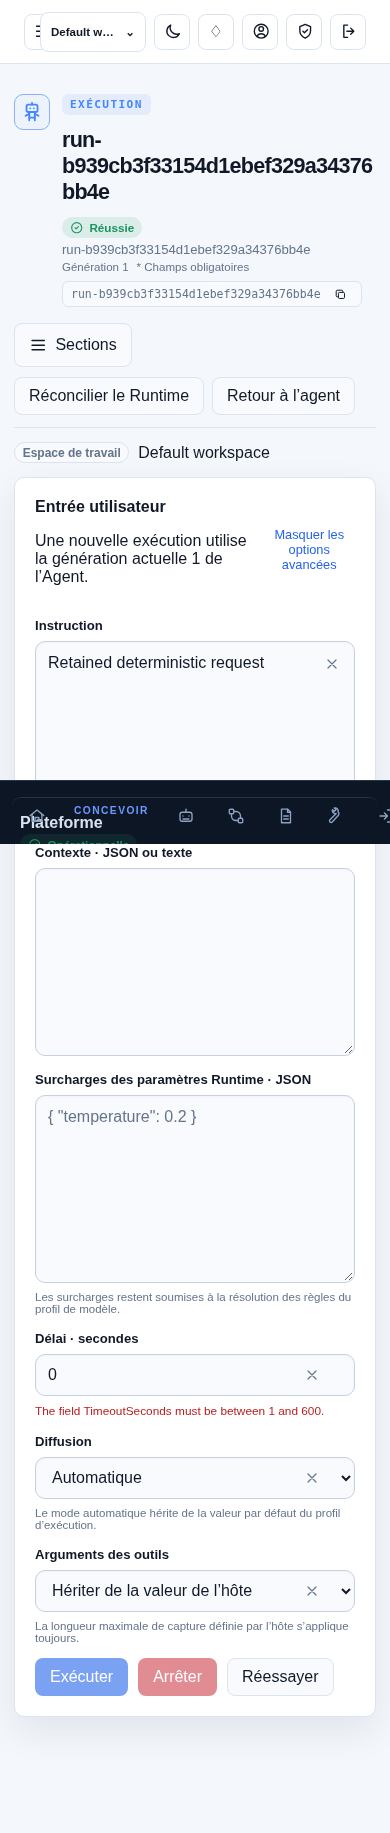 Default w… ⌄
EXÉCUTION
run-
b939cb3f33154d1ebef329a34376
bb4e
Réussie
run-b939cb3f33154d1ebef329a34376bb4e
Génération 1 * Champs obligatoires
run-b939cb3f33154d1ebef329a34376bb4e
Sections
Réconcilier le Runtime
Retour à l’agent
Espace de travail Default workspace
Entrée utilisateur
Une nouvelle exécution utilise
la génération actuelle 1 de
l’Agent.
Masquer les
options
avancées
Instruction
Retained deterministic request
CONCEVOIR
Plateforme
Opérationnelle
Contexte · JSON ou texte
Surcharges des paramètres Runtime · JSON
{ "temperature": 0.2 }
Les surcharges restent soumises à la résolution des règles du
profil de modèle.
Délai · secondes
0
The field TimeoutSeconds must be between 1 and 600.
Diffusion
Automatique
Le mode automatique hérite de la valeur par défaut du profil
d’exécution.
Arguments des outils
Hériter de la valeur de l’hôte
La longueur maximale de capture définie par l’hôte s’applique
toujours.
Exécuter
Arrêter
Réessayer